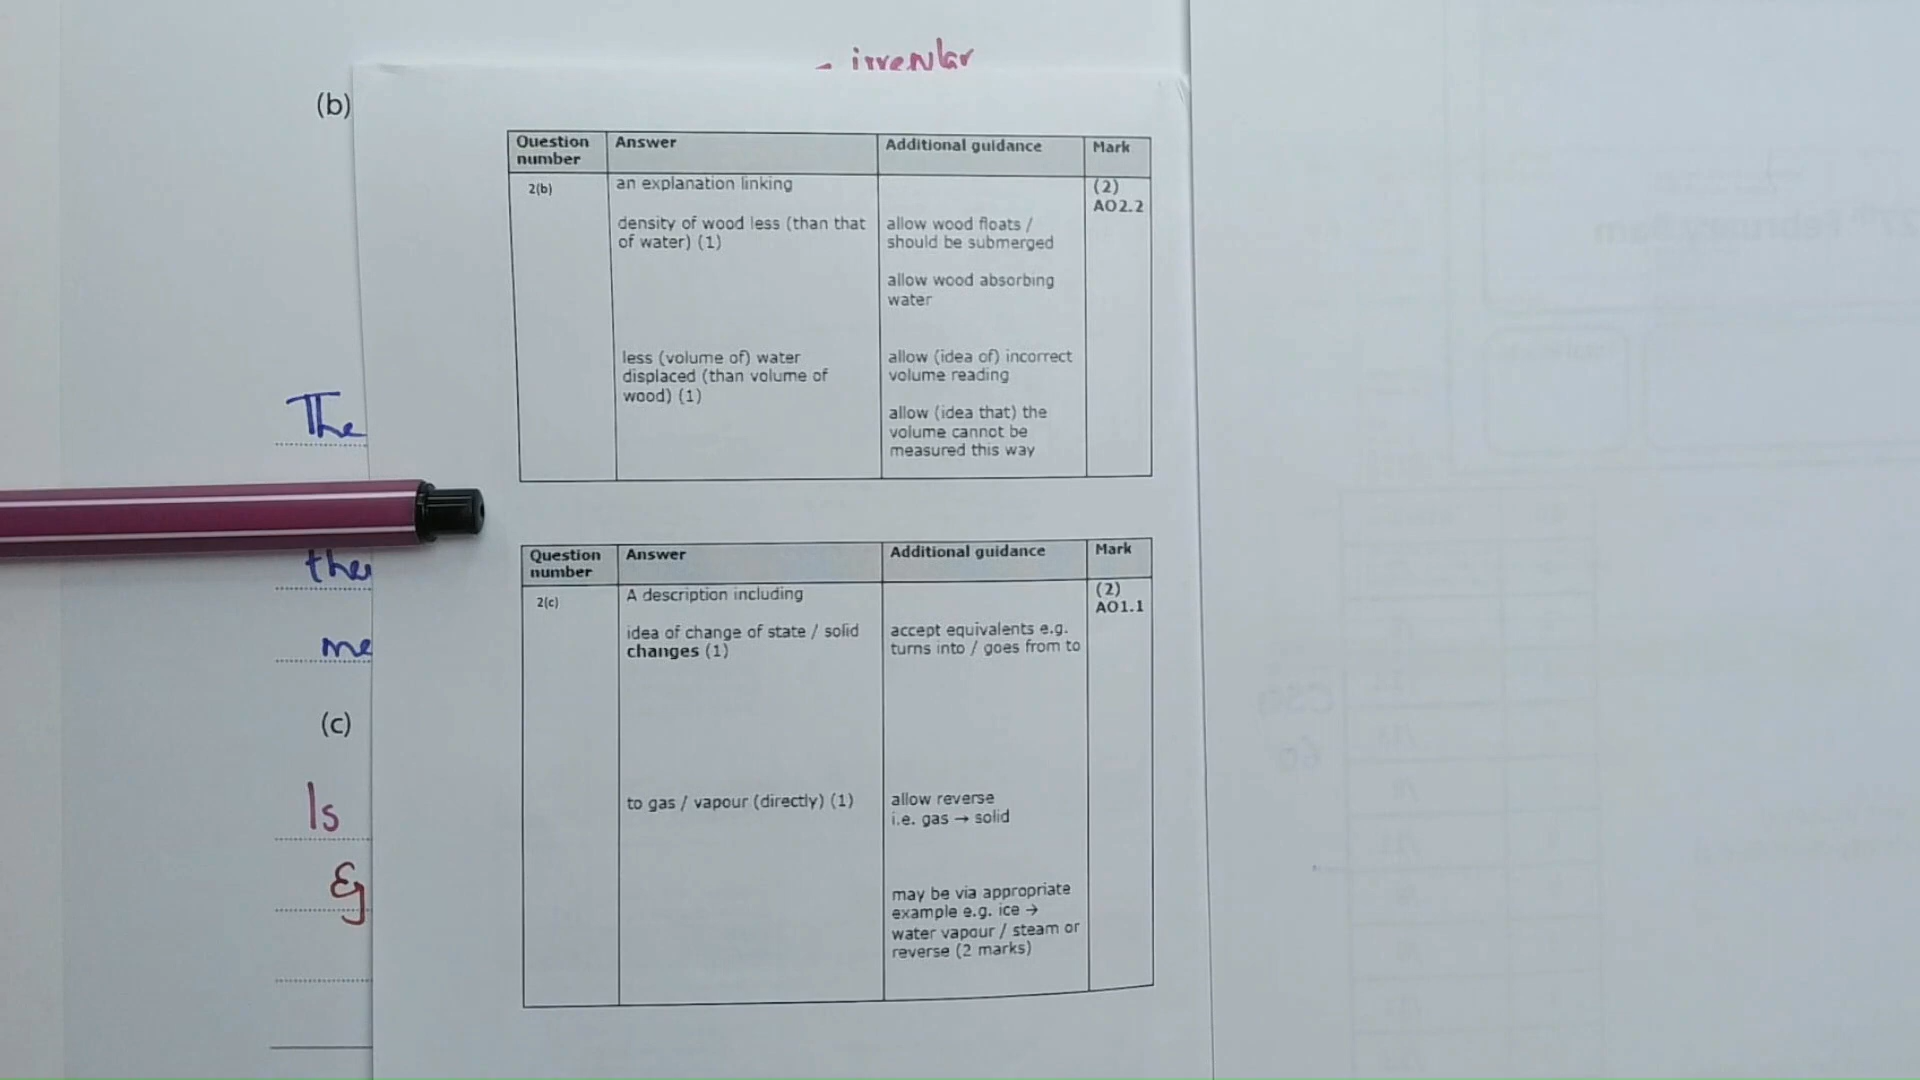 - irregular
(b)
Question number Answer Additional guidance Mark
2(b) an explanation linking (2)
AO2.2
density of wood less (than that allow wood floats /
of water) (1) should be submerged
allow wood absorbing
water
less (volume of) water allow (idea of) incorrect
displaced (than volume of volume reading
wood) (1)
allow (idea that) the
volume cannot be
measured this way
The
the
me
Question number Answer Additional guidance Mark
2(c) A description including (2)
AO1.1
idea of change of state / solid accept equivalents e.g.
changes (1) turns into / goes from to
(c)
to gas / vapour (directly) (1) allow reverse
i.e. gas → solid
Is
Eg
may be via appropriate
example e.g. ice →
water vapour / steam or
reverse (2 marks)